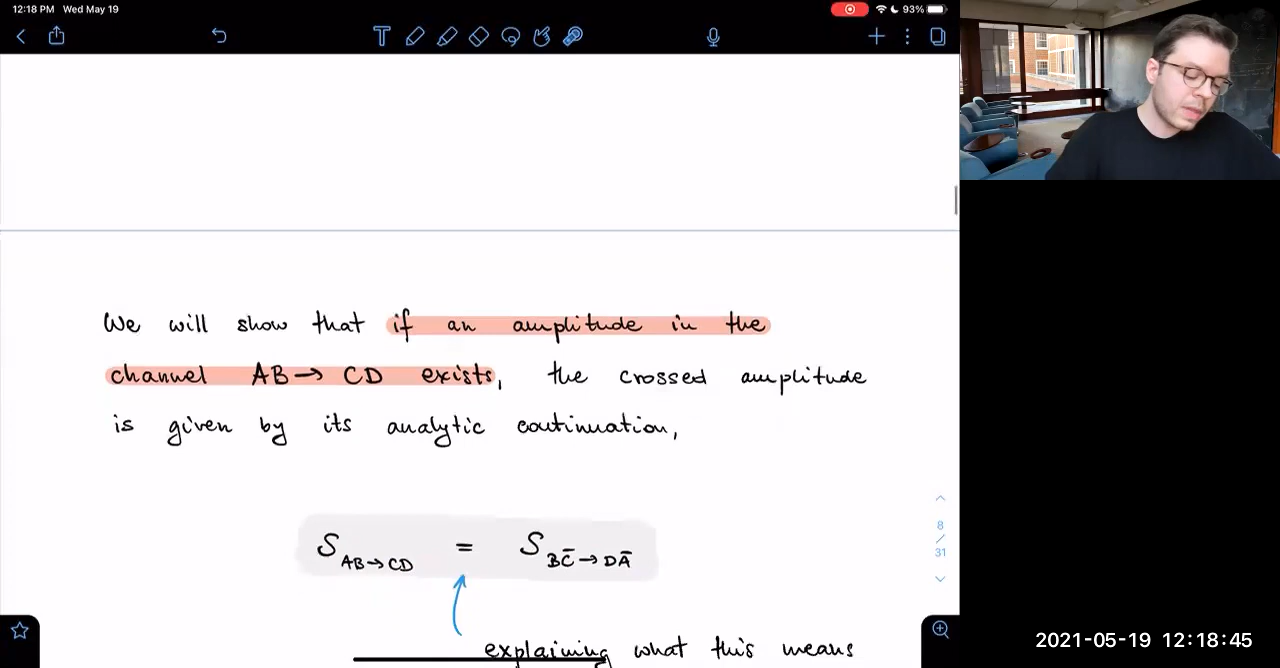 12:18 PM Wed May 19
93%
We will show that if an amplitude in the
channel AB → CD exists, the crossed amplitude
is given by its analytic continuation,
S AB→CD = S BC̄→DĀ
8
/
31
explaining what this means
2021-05-19 12:18:45